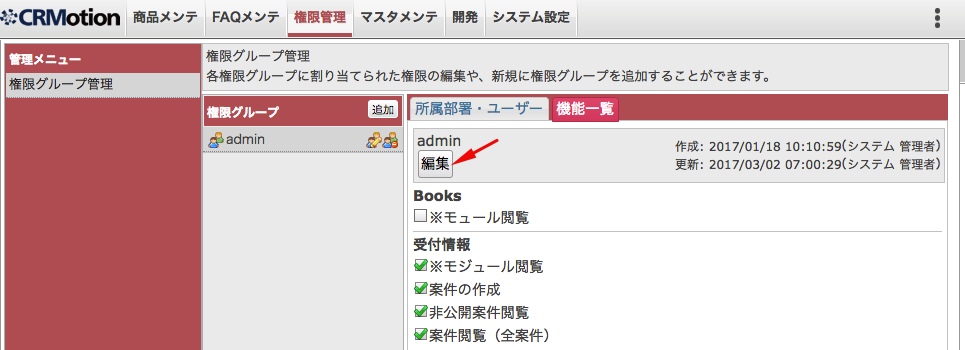 CRMotion 商品メンテ FAQメンテ 権限管理 マスタメンテ 開発 システム設定
管理メニュー
権限グループ管理
権限グループ管理
各権限グループに割り当てられた権限の編集や、新規に権限グループを追加することができます。
権限グループ 追加
admin
所属部署・ユーザー 機能一覧
admin
編集
作成: 2017/01/18 10:10:59(システム 管理者)
更新: 2017/03/02 07:00:29(システム 管理者)
Books
※モュール閲覧
受付情報
※モジュール閲覧
案件の作成
非公開案件閲覧
案件閲覧（全案件）